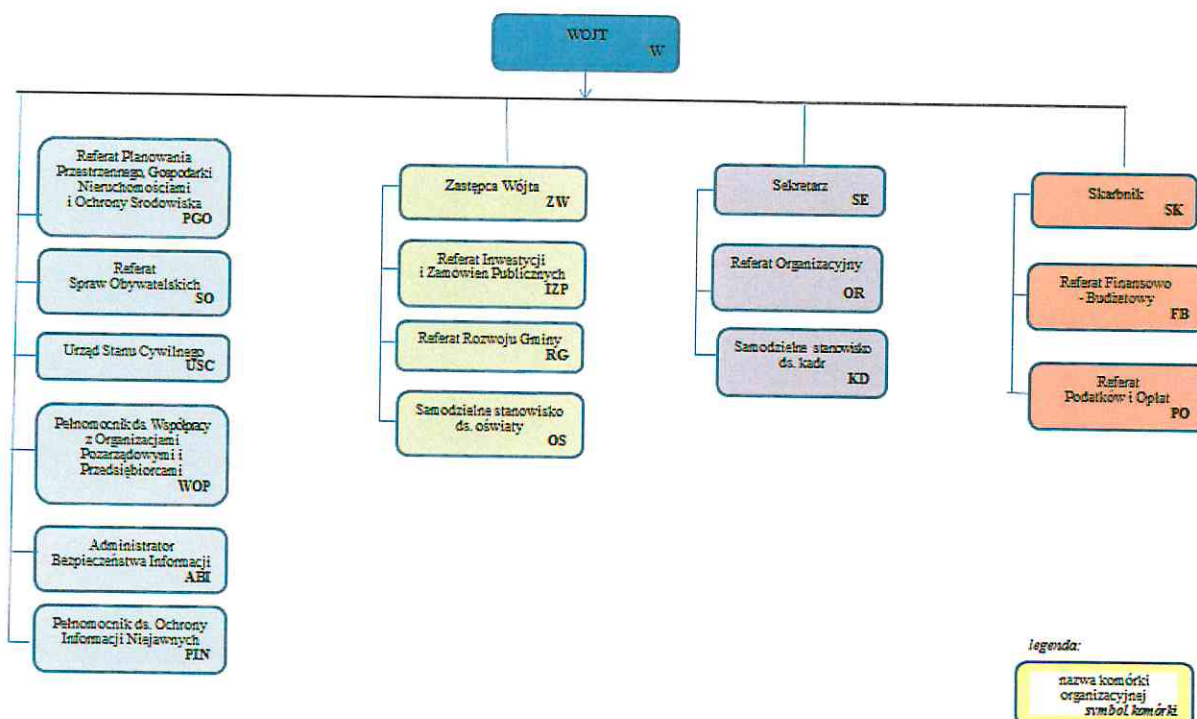 WÓJT
W
Referat Planowania
Przestrzennego, Gospodarki
Nieruchomościami
i Ochrony Srodowiska
PGO
Referat
Spraw Obywatelskich
SO
Urząd Stanu Cywilnego
USC
Pełnomocnik ds. Współpracy
z Organizacjami
Pozarządowymi i
Przedsiębiorcami
WOP
Administrator
Bezpieczeństwa Informacji
ABI
Pełnomocnik ds. Ochrony
Informacji Niejawnych
PIN
Zastępca Wójta
ZW
Referat Inwestycji
i Zamowien Publicznych
IZP
Referat Rozwoju Gminy
RG
Samodzielne stanowisko
ds. oświaty
OS
Sekretarz
SE
Referat Organizacyjny
OR
Samodzielne stanowisko
ds. kadr
KD
Skarbnik
SK
Referat Finansowo
- Budżetowy
FB
Referat
Podatków i Opłat
PO
legenda:
nazwa komórki
organizacyjnej
symbol komórki